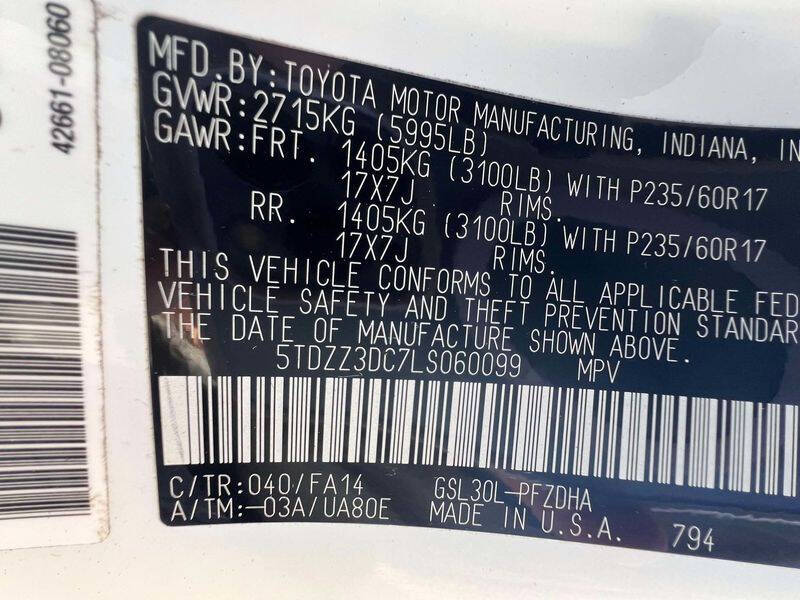 42661-08060
MFD.BY:TOYOTA MOTOR MANUFACTURING, INDIANA, IN
GVWR:2715KG (5995LB)
GAWR:FRT. 1405KG (3100LB) WITH P235/60R17
17X7J RIMS.
RR. 1405KG (3100LB) WITH P235/60R17
17X7J RIMS.
THIS VEHICLE CONFORMS TO ALL APPLICABLE FED
VEHICLE SAFETY AND THEFT PREVENTION STANDAR
THE DATE OF MANUFACTURE SHOWN ABOVE.
5TDZZ3DC7LS060099 MPV
C/TR:040/FA14 GSL30L-PFZDHA
A/TM:-03A/UA80E MADE IN U.S.A. 794